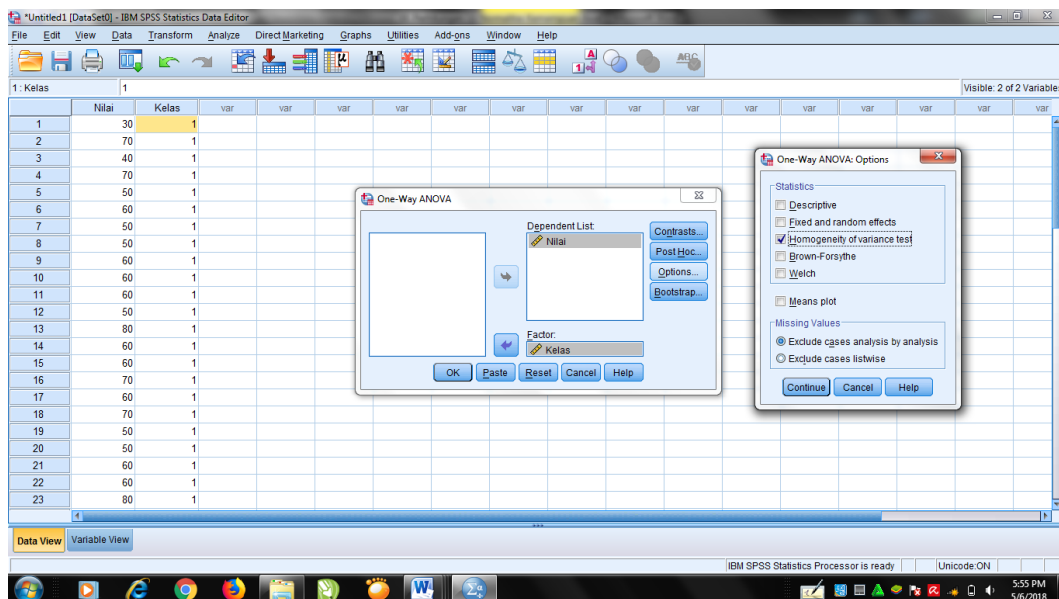 *Untitled1 [DataSet0] - IBM SPSS Statistics Data Editor
File Edit View Data Transform Analyze Direct Marketing Graphs Utilities Add-ons Window Help
1 : Kelas 1 Visible: 2 of 2 Variables
Nilai Kelas var var var var var var var var var var var var var
1 30 1
2 70 1
3 40 1
4 70 1
5 50 1
6 60 1
7 50 1
8 50 1
9 60 1
10 60 1
11 60 1
12 50 1
13 80 1
14 60 1
15 60 1
16 70 1
17 60 1
18 70 1
19 50 1
20 50 1
21 60 1
22 60 1
23 80 1
One-Way ANOVA
Dependent List:
Nilai
Contrasts...
Post Hoc...
Options...
Bootstrap...
Factor:
Kelas
OK Paste Reset Cancel Help
One-Way ANOVA: Options
Statistics
Descriptive
Fixed and random effects
Homogeneity of variance test
Brown-Forsythe
Welch
Means plot
Missing Values
Exclude cases analysis by analysis
Exclude cases listwise
Continue Cancel Help
Data View Variable View
IBM SPSS Statistics Processor is ready Unicode:ON
5:55 PM
5/6/2018